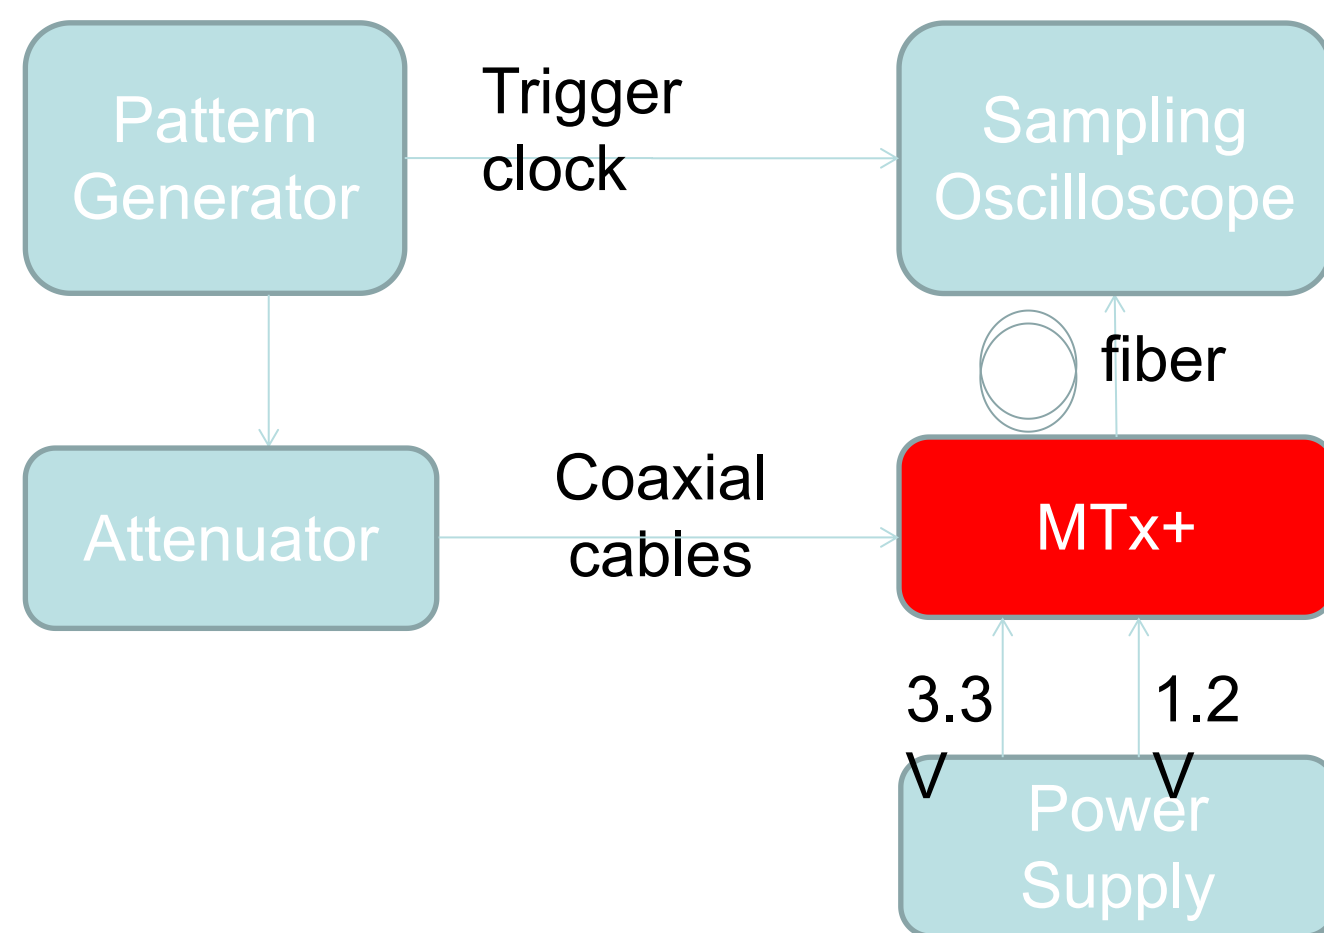 Pattern
Generator
Trigger
clock
Sampling
Oscilloscope
fiber
Attenuator
Coaxial
cables
MTx+
3.3
V
1.2
V
Power
Supply